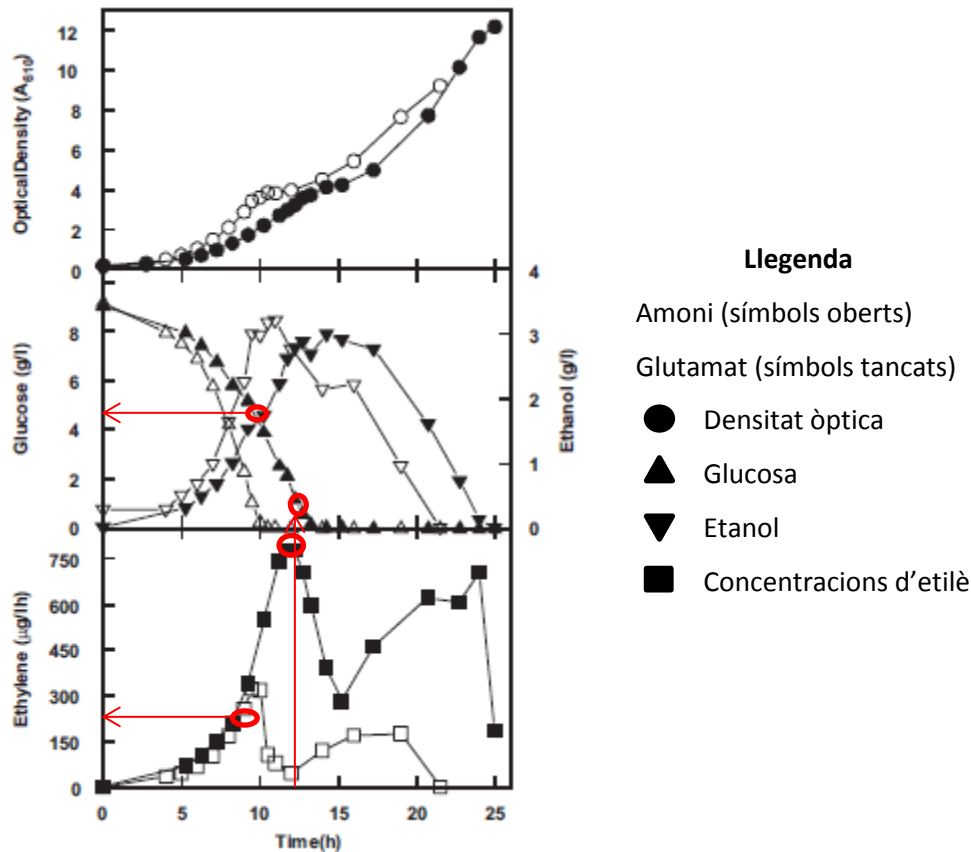 OpticalDensity (A610)
12
10
8
6
4
2
0
Glucose (g/l)
8
6
4
2
0
4
3
2
1
0
Ethanol (g/l)
Ethylene (µg/lh)
750
600
450
300
150
0
0 5 10 15 20 25
Time(h)
Llegenda
Amoni (símbols oberts)
Glutamat (símbols tancats)
Densitat òptica
Glucosa
Etanol
Concentracions d'etilè